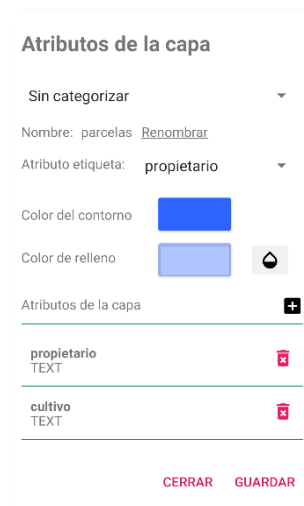 Atributos de la capa
Sin categorizar
Nombre: parcelas Renombrar
Atributo etiqueta: propietario
Color del contorno
Color de relleno
Atributos de la capa
propietario
TEXT
cultivo
TEXT
CERRAR GUARDAR